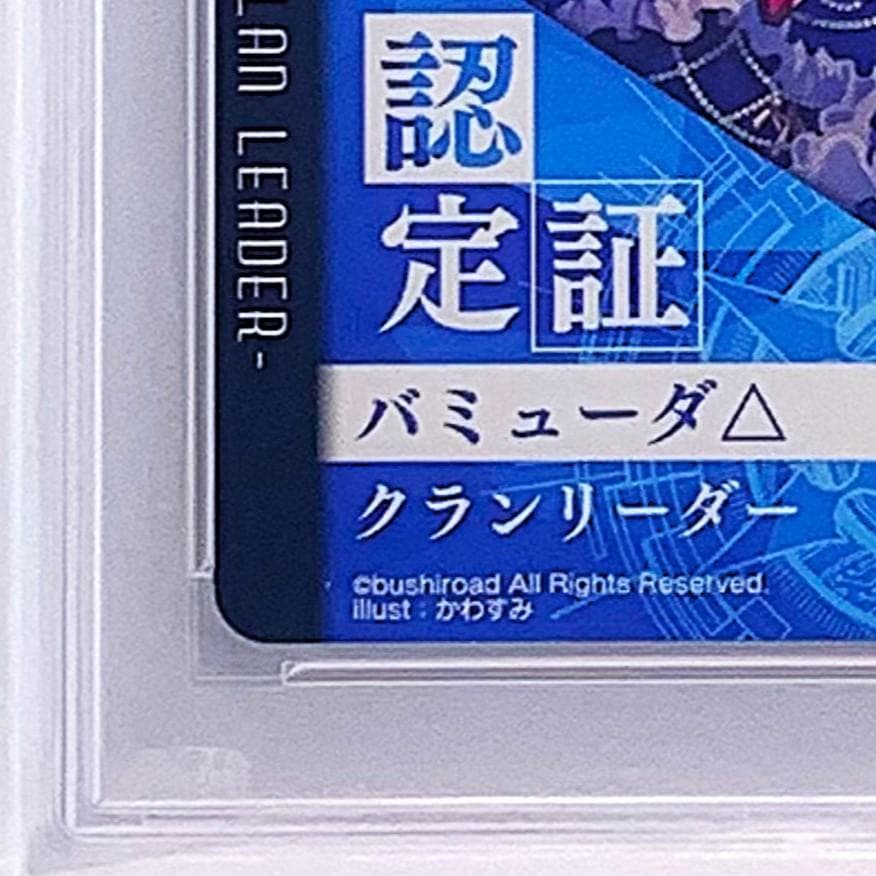 LAN LEADER-
認
定証
バミューダ△
クランリーダー
©bushiroad All Rights Reserved.
illust：かわすみ